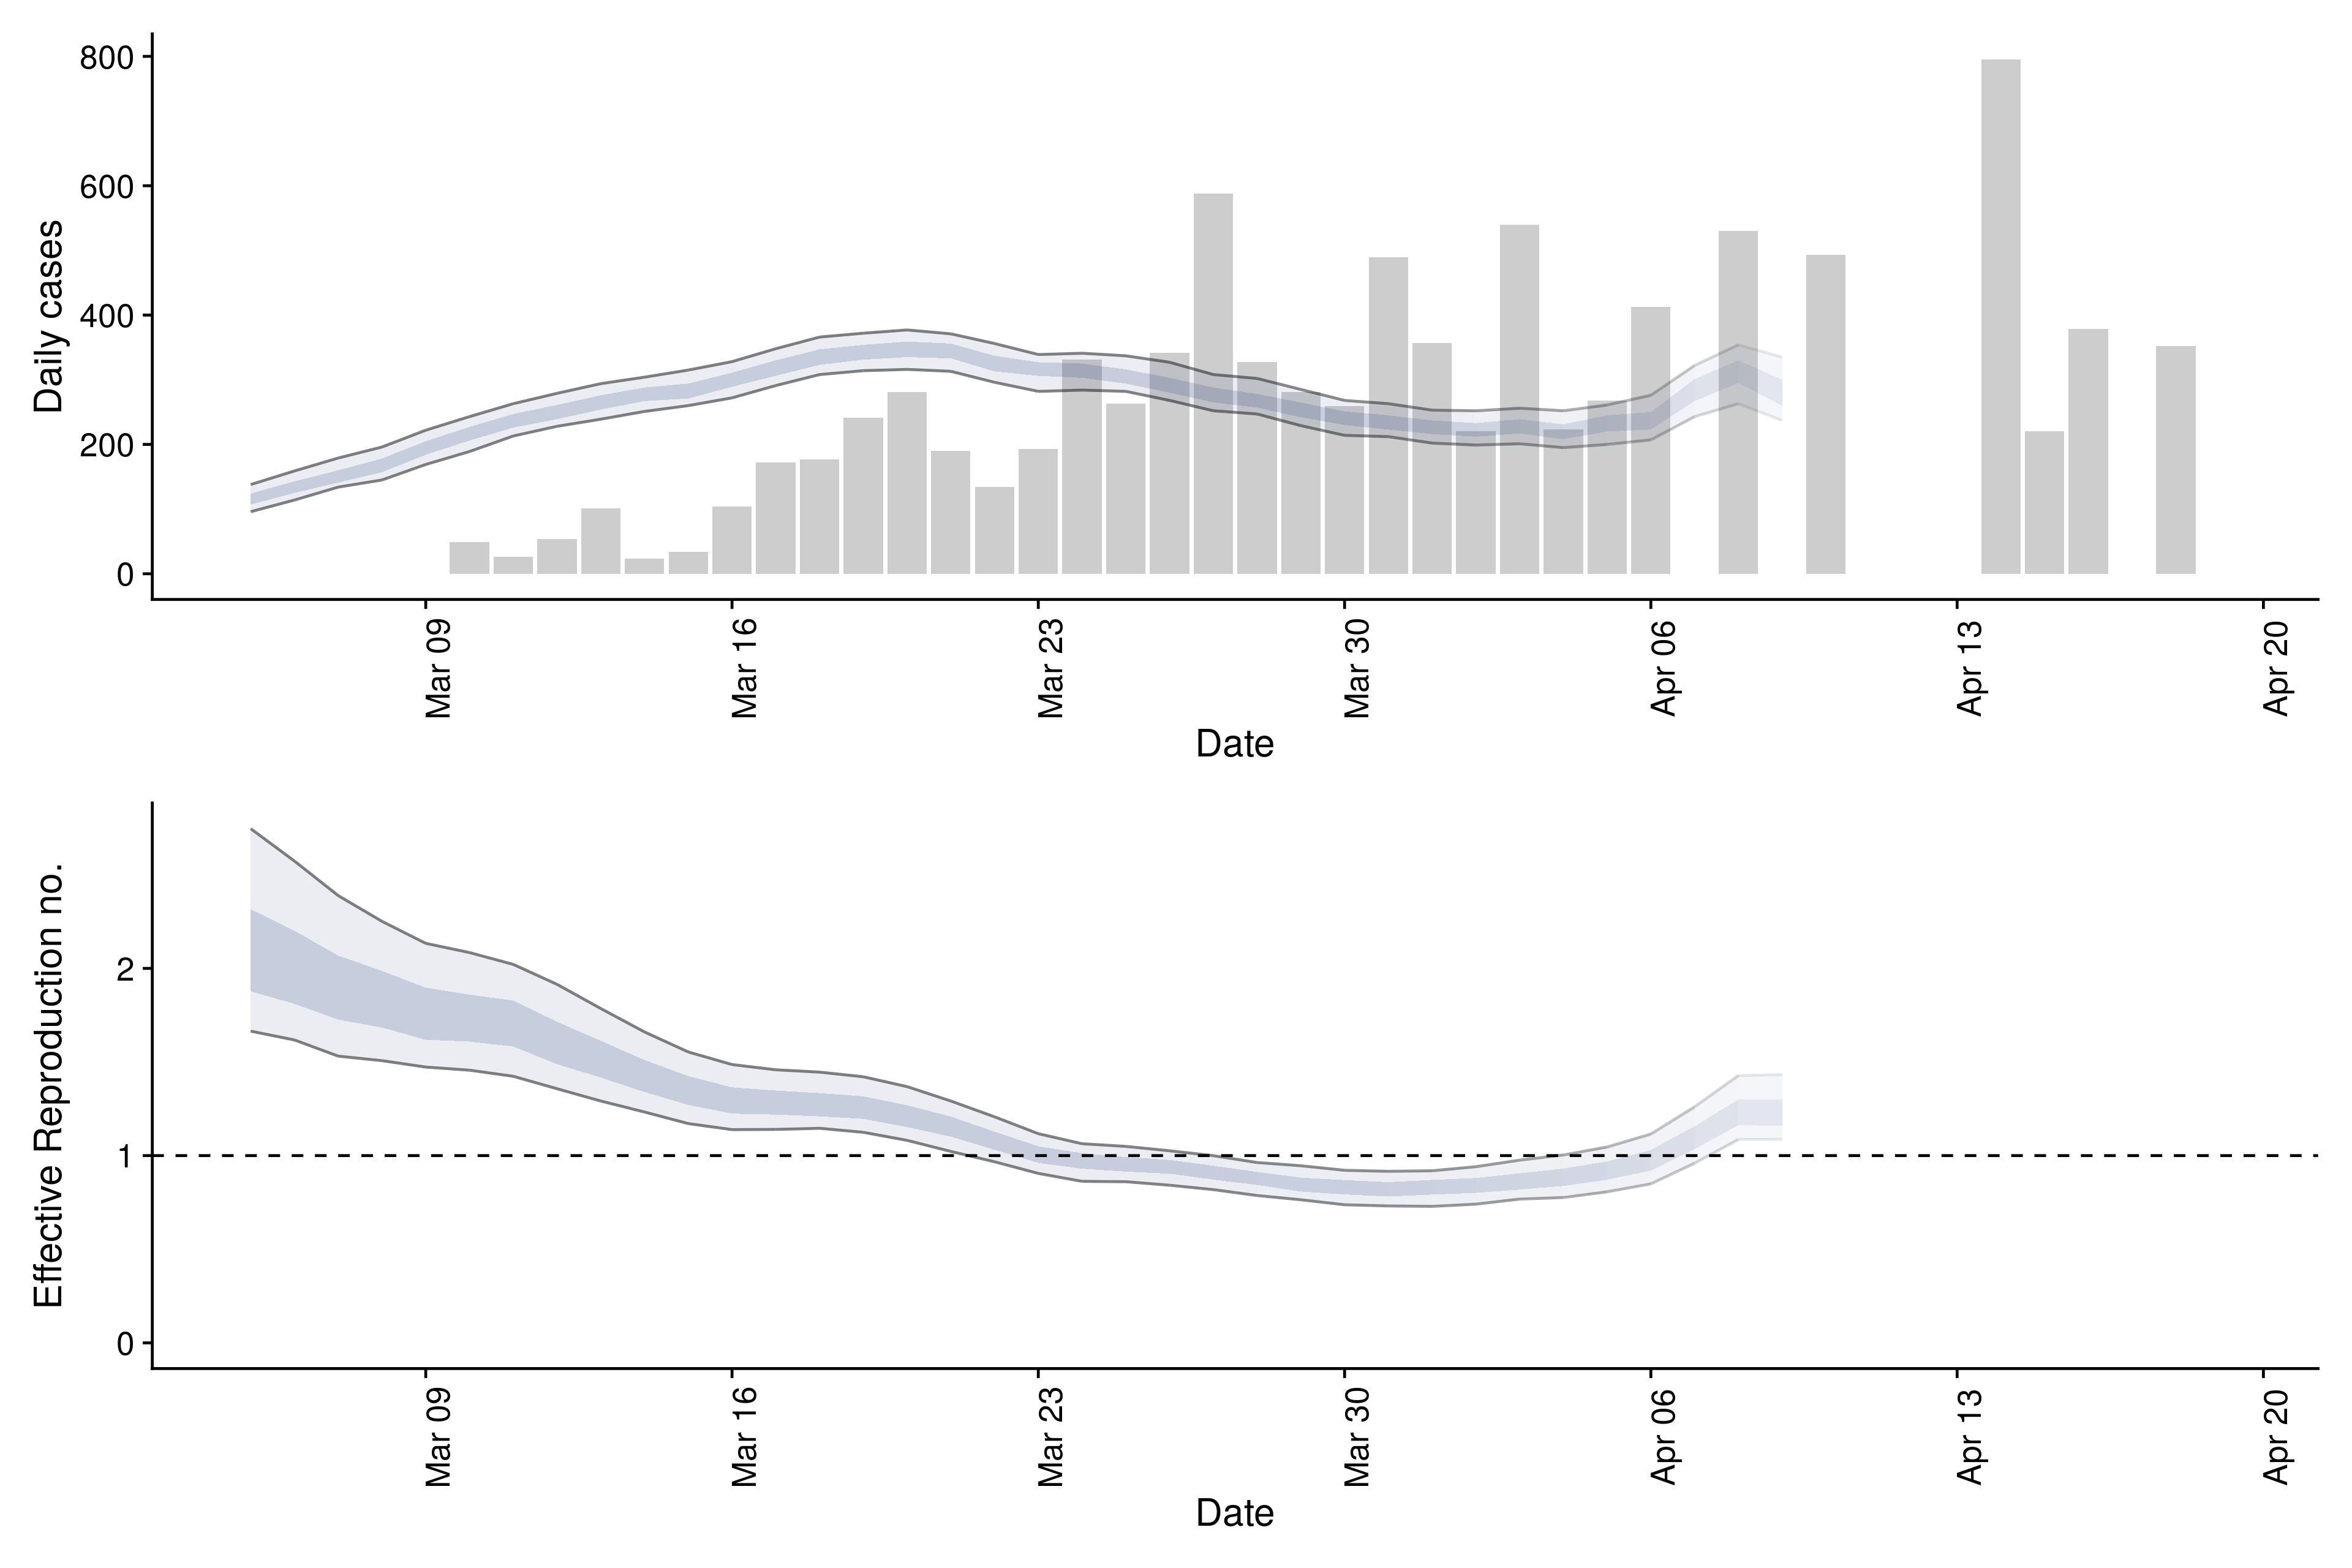 Daily cases
800
600
400
200
0
Mar 09
Mar 16
Mar 23
Mar 30
Apr 06
Apr 13
Apr 20
Date
Effective Reproduction no.
2
1
0
Mar 09
Mar 16
Mar 23
Mar 30
Apr 06
Apr 13
Apr 20
Date